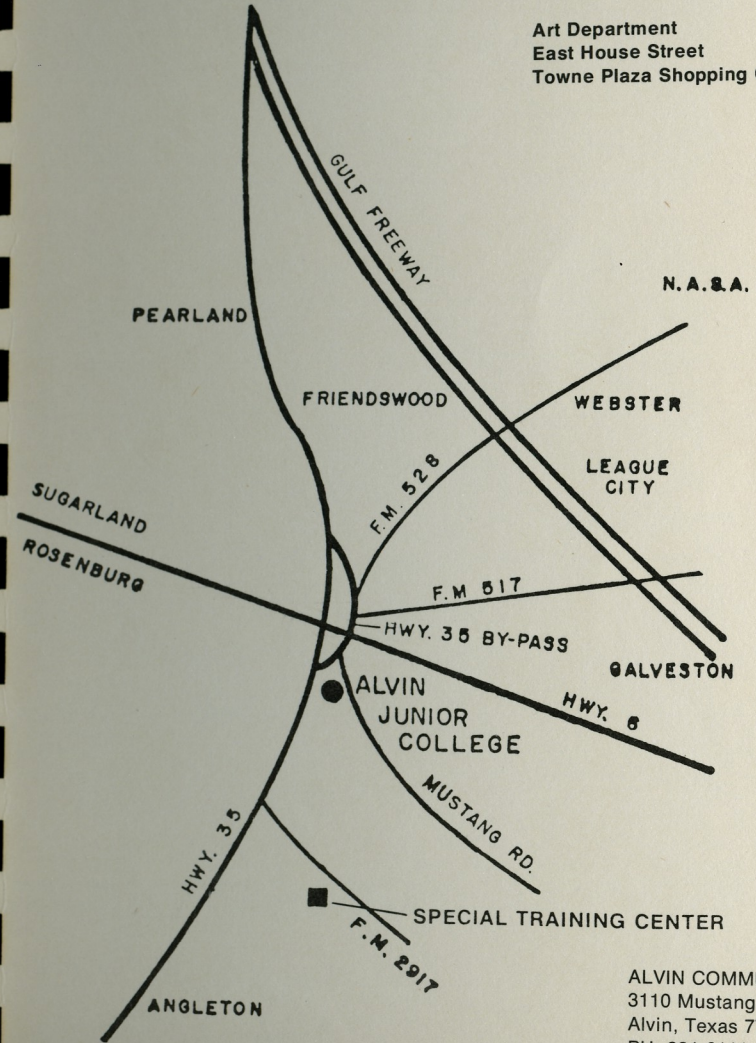 Art Department
East House Street
Towne Plaza Shopping
GULF FREEWAY
N.A.S.A.
PEARLAND
FRIENDSWOOD
WEBSTER
LEAGUE
CITY
F.M. 528
SUGARLAND
ROSENBURG
F.M 517
HWY. 35 BY-PASS
GALVESTON
HWY. 6
ALVIN
JUNIOR
COLLEGE
MUSTANG RD.
HWY. 35
SPECIAL TRAINING CENTER
F.M. 2917
ANGLETON
ALVIN
3110 Mustang
Alvin, Texas